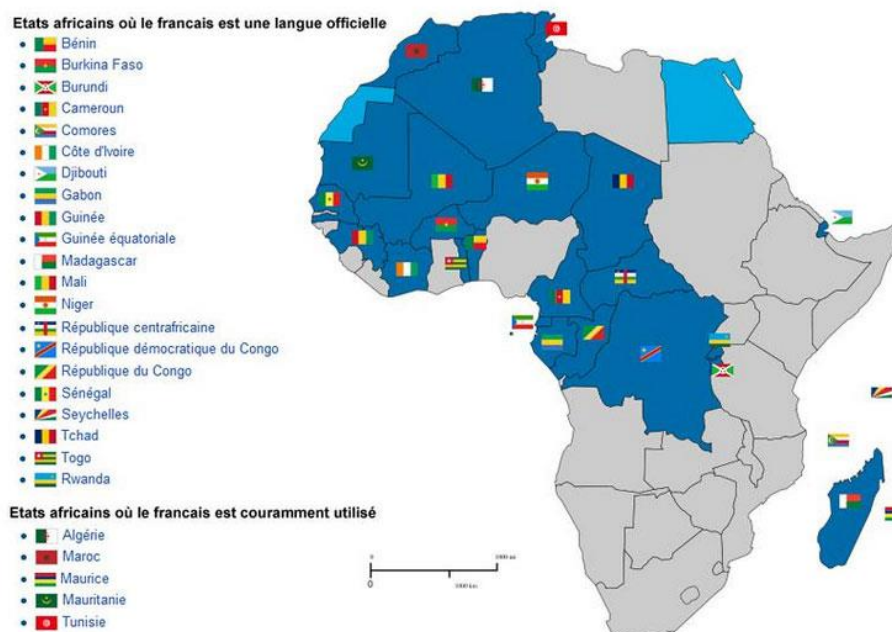 Etats africains où le francais est une langue officielle
Bénin
Burkina Faso
Burundi
Cameroun
Comores
Côte d'Ivoire
Djibouti
Gabon
Guinée
Guinée équatoriale
Madagascar
Mali
Niger
République centrafricaine
République démocratique du Congo
République du Congo
Sénégal
Seychelles
Tchad
Togo
Rwanda
Etats africains où le francais est couramment utilisé
Algérie
Maroc
Maurice
Mauritanie
Tunisie
0
0